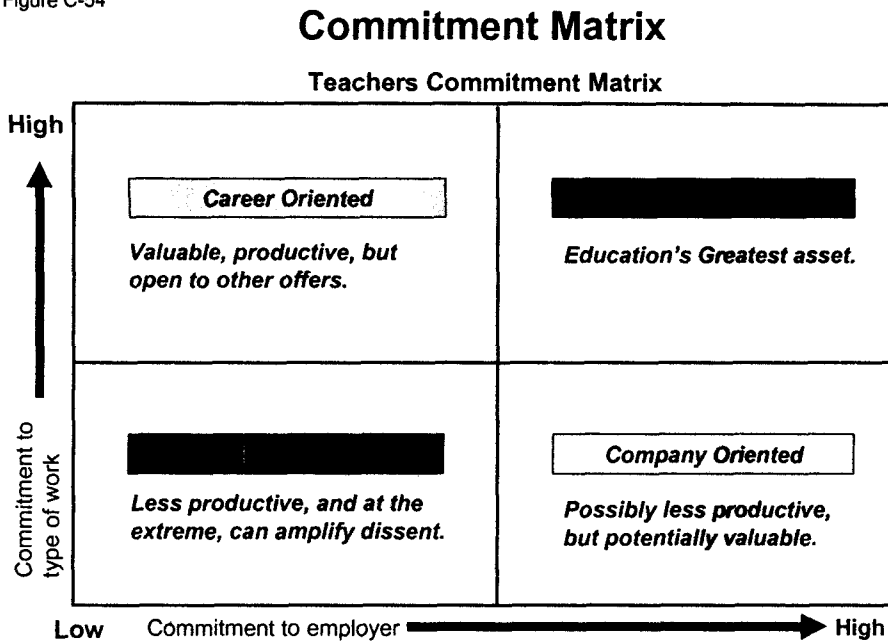 Figure C-34
Commitment Matrix
Teachers Commitment Matrix
High
Career Oriented
Valuable, productive, but
open to other offers.
Education's Greatest asset.
Commitment to
type of work
Less productive, and at the
extreme, can amplify dissent.
Company Oriented
Possibly less productive,
but potentially valuable.
Low
Commitment to employer
High